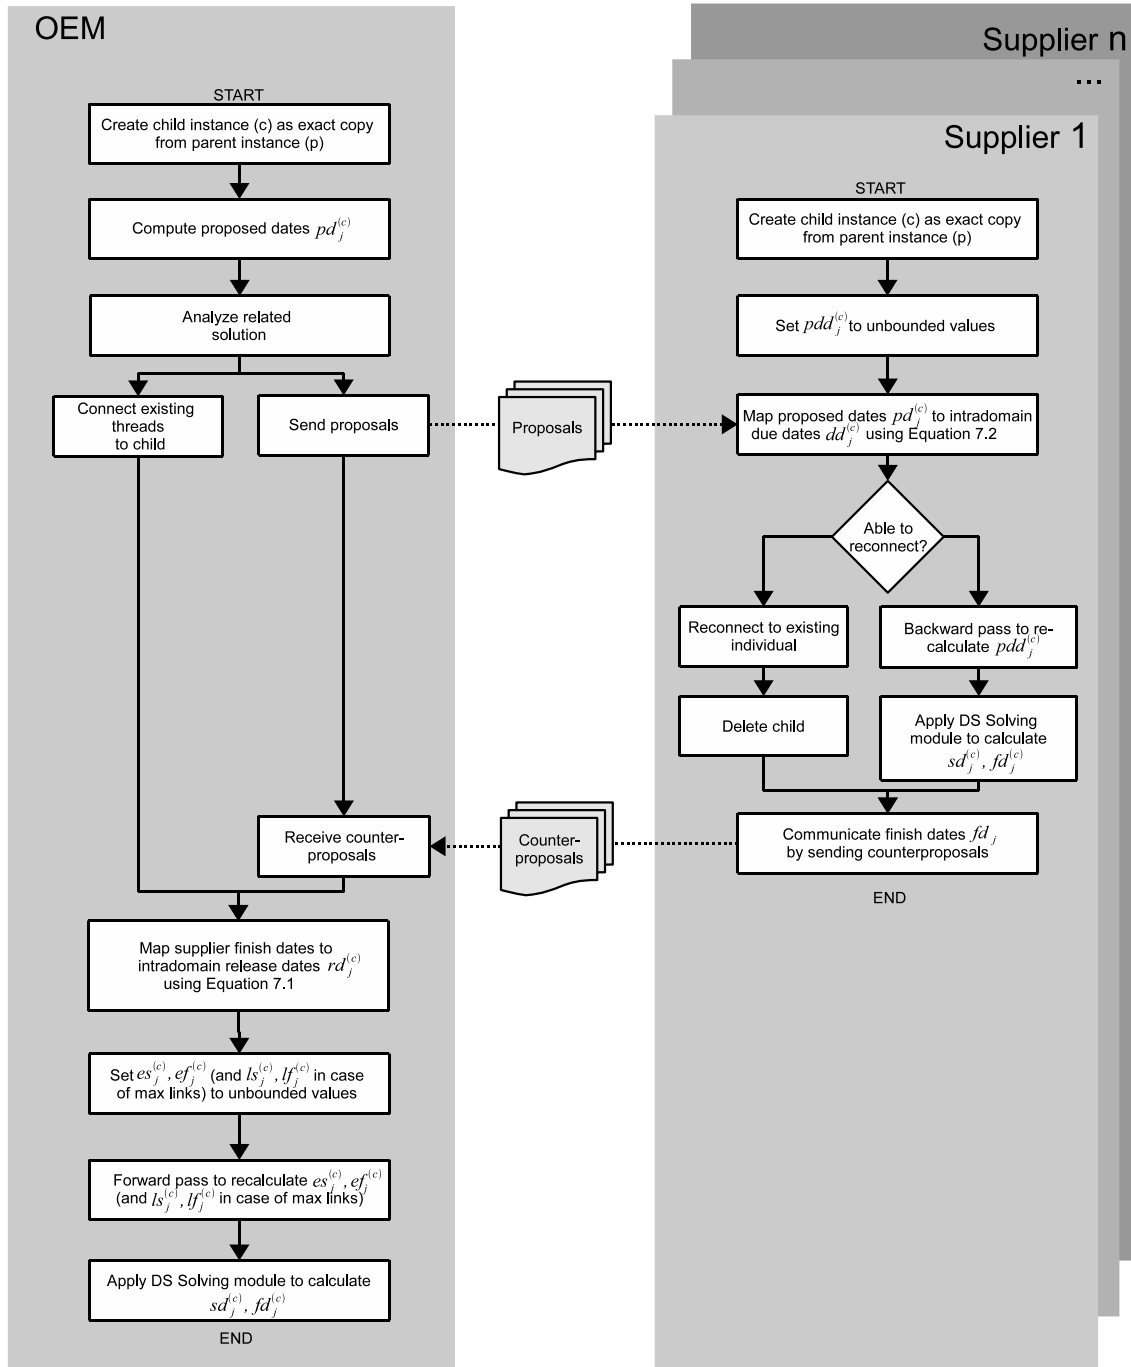 OEM
START
Create child instance (c) as exact copy
from parent instance (p)
Compute proposed dates pd_j^(c)
Analyze related
solution
Connect existing
threads
to child
Send proposals
Proposals
Receive counter-
proposals
Counter-
proposals
Map supplier finish dates to
intradomain release dates rd_j^(c)
using Equation 7.1
Set es_j^(c), ef_j^(c) (and ls_j^(c), lf_j^(c) in case
of max links) to unbounded values
Forward pass to recalculate es_j^(c), ef_j^(c)
(and ls_j^(c), lf_j^(c) in case of max links)
Apply DS Solving module to calculate
sd_j^(c), fd_j^(c)
END
Supplier n
...
Supplier 1
START
Create child instance (c) as exact copy
from parent instance (p)
Set pdd_j^(c) to unbounded values
Map proposed dates pd_j^(c) to intradomain
due dates dd_j^(c) using Equation 7.2
Able to
reconnect?
Reconnect to existing
individual
Delete child
Backward pass to re-
calculate pdd_j^(c)
Apply DS Solving
module to calculate
sd_j^(c), fd_j^(c)
Communicate finish dates fd_j
by sending counterproposals
END